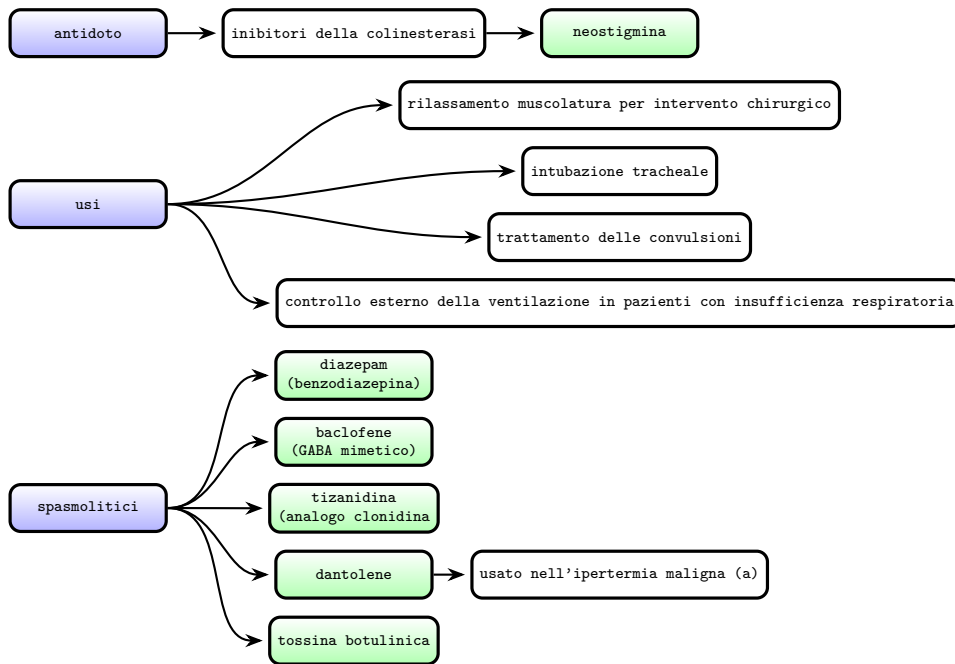 antidoto
inibitori della colinesterasi
neostigmina
usi
rilassamento muscolatura per intervento chirurgico
intubazione tracheale
trattamento delle convulsioni
controllo esterno della ventilazione in pazienti con insufficienza respiratoria
spasmolitici
diazepam
(benzodiazepina)
baclofene
(GABA mimetico)
tizanidina
(analogo clonidina
dantolene
usato nell'ipertermia maligna (a)
tossina botulinica